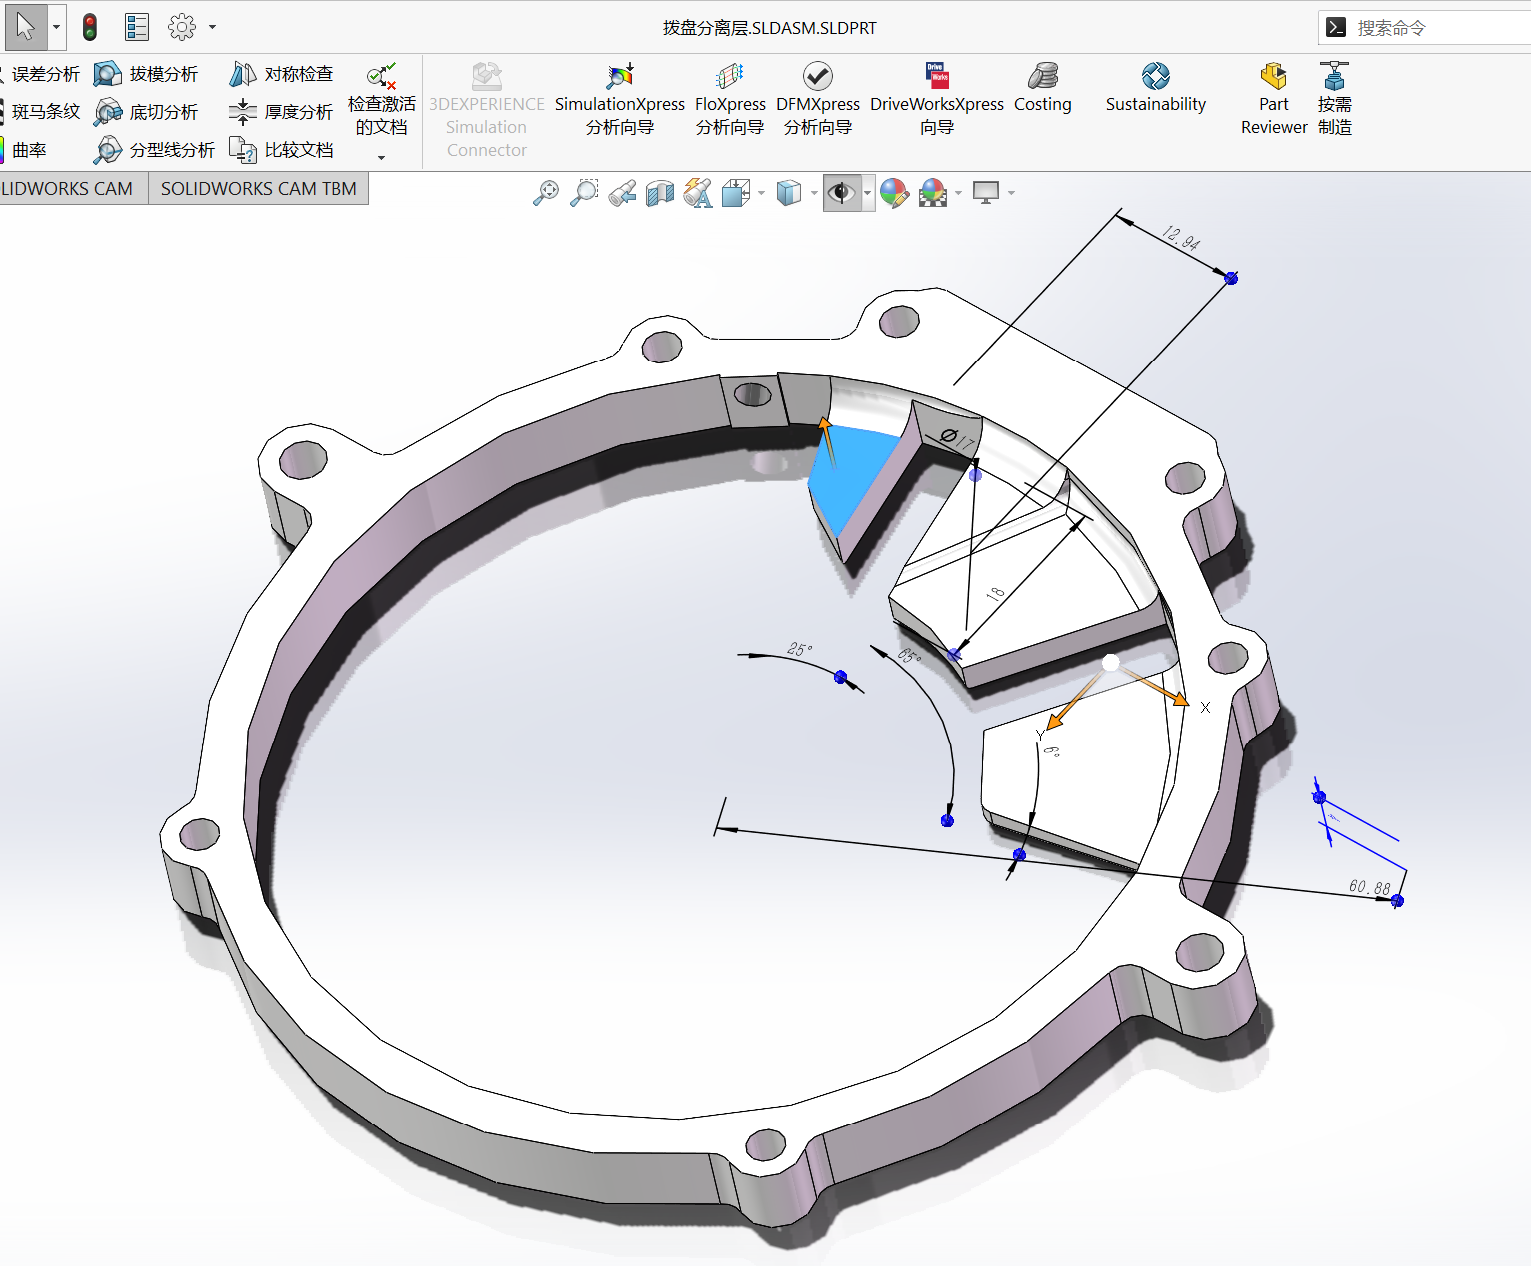 拨盘分离层.SLDASM.SLDPRT
搜索命令
误差分析
拔模分析
对称检查
斑马条纹
底切分析
厚度分析
曲率
分型线分析
比较文档
检查激活
的文档
3DEXPERIENCE
Simulation
Connector
SimulationXpress
分析向导
FloXpress
分析向导
DFMXpress
分析向导
DriveWorksXpress
向导
Costing
Sustainability
Part
Reviewer
按需
制造
LIDWORKS CAM
SOLIDWORKS CAM TBM
Drive
Works
12.94
Ø17
18
25°
65°
X
Y
6°
60.88